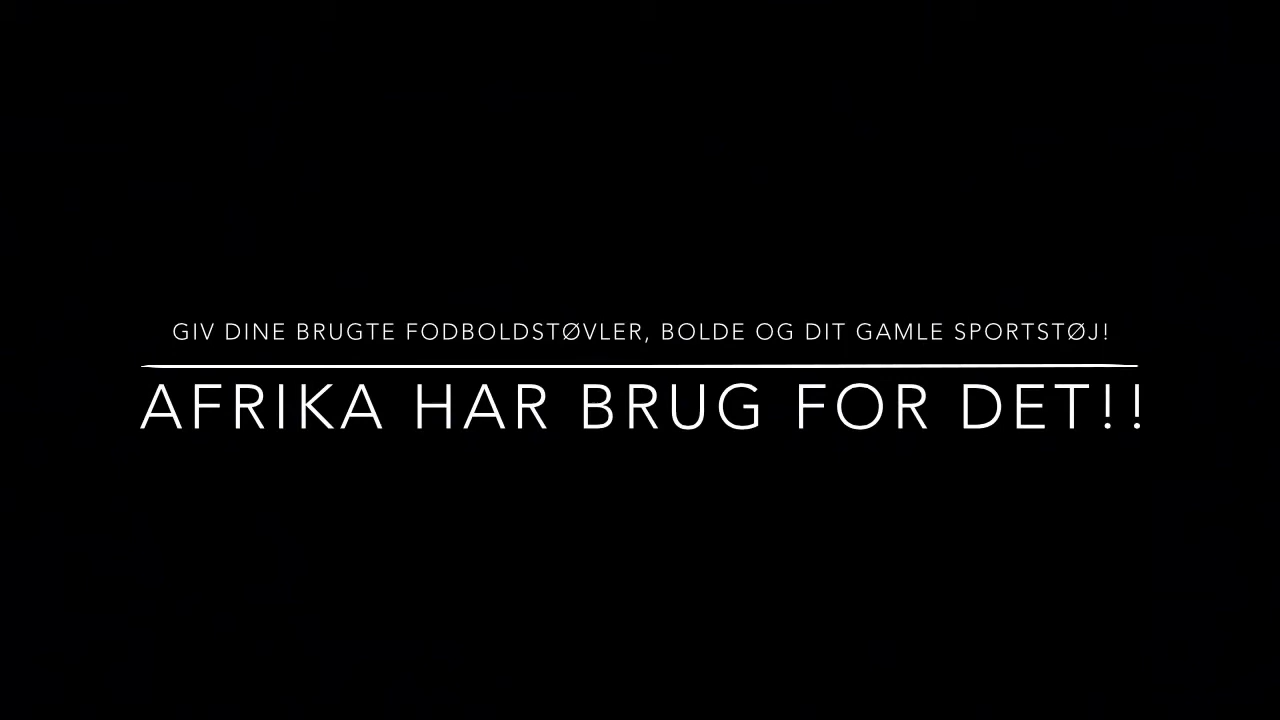 GIV DINE BRUGTE FODBOLDSTØVLER, BOLDE OG DIT GAMLE SPORTSTØJ!
AFRIKA HAR BRUG FOR DET!!